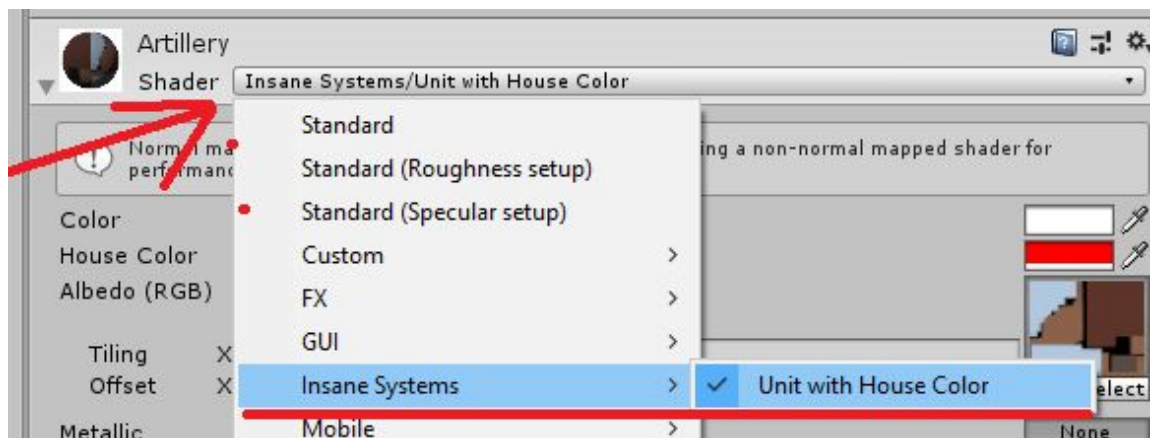 Artillery
Shader Insane Systems/Unit with House Color
Standard
Normal ing a non-normal mapped shader for
Standard (Roughness setup)
Standard (Specular setup)
Color
Custom
House Color
Albedo (RGB)
FX
GUI
Tiling X
Insane Systems Unit with House Color
Offset X
Mobile
Metallic None